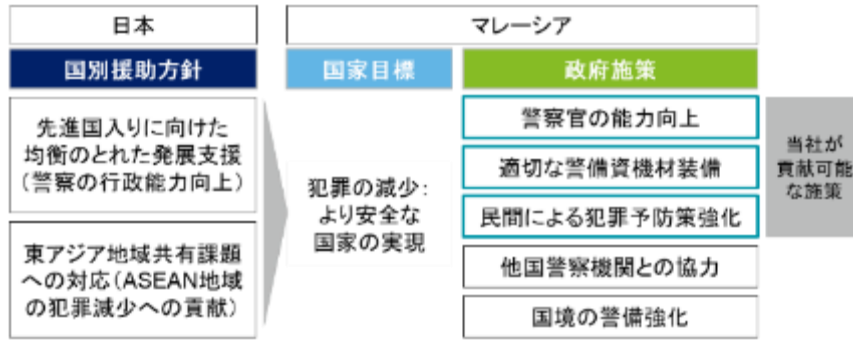 日本
マレーシア
国別援助方針
国家目標
政府施策
先進国入りに向けた
均衡のとれた発展支援
(警察の行政能力向上)
東アジア地域共有課題
への対応(ASEAN地域
の犯罪減少への貢献)
犯罪の減少:
より安全な
国家の実現
警察官の能力向上
適切な警備資機材装備
民間による犯罪予防策強化
他国警察機関との協力
国境の警備強化
当社が
貢献可能
な施策